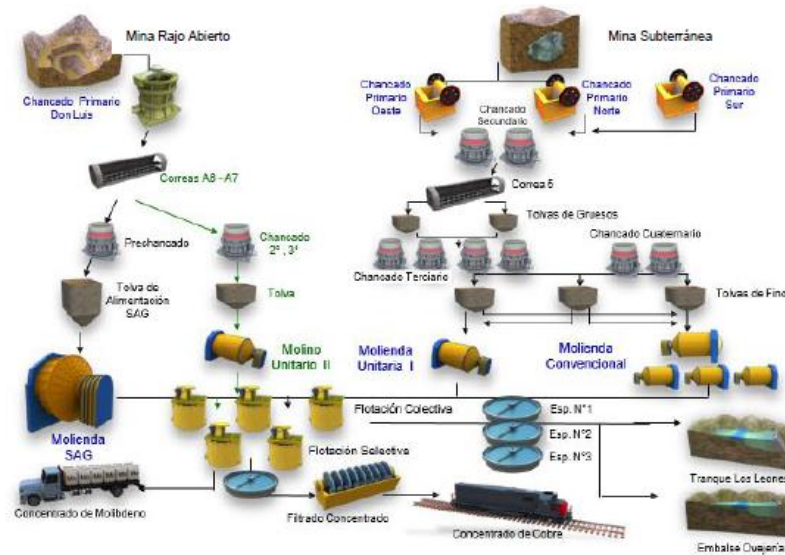 Mina Rajo Abierto
Mina Subterránea
Chancado Primario
Don Luis
Chancado
Primario
Oeste
Chancado
Primario
Norte
Chancado
Primario
Sur
Chancado
Secundario
Correas A6 - A7
Correa 5
Prechancado
Chancado
2°, 3°
Tolvas de Gruesos
Chancado Cuaternario
Chancado Terciario
Tolva de
Alimentación
SAG
Tolva
Tolvas de Fino
Molino
Unitario II
Molienda
Unitaria I
Molienda
Convencional
Molienda
SAG
Flotación Colectiva
Flotación Selectiva
Esp. N°1
Esp. N°2
Esp. N°3
Tranque Los Leones
Concentrado de Molibdeno
Filtrado Concentrado
Concentrado de Cobre
Embalse Ovejería